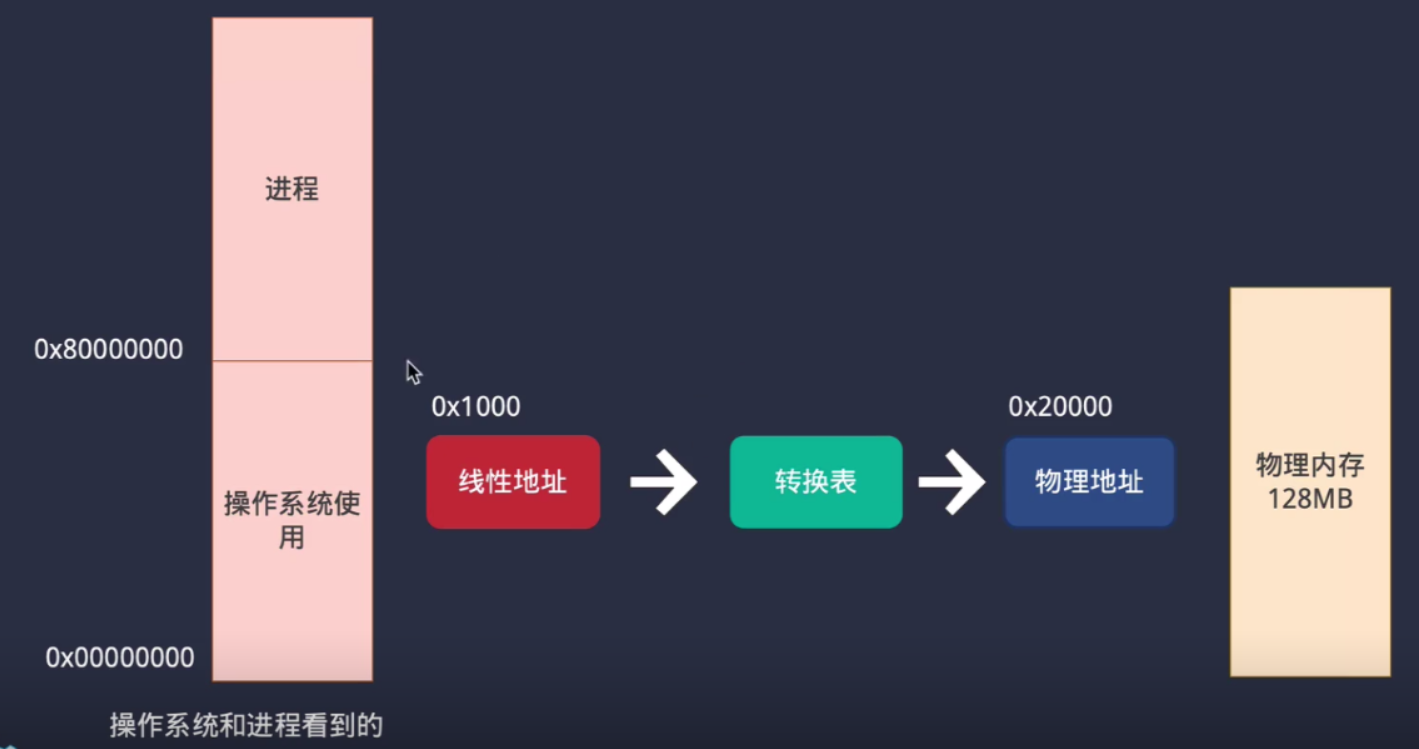 进程
0x80000000
0x1000
0x20000
线性地址
转换表
物理地址
物理内存
128MB
操作系统使
用
0x00000000
操作系统和进程看到的